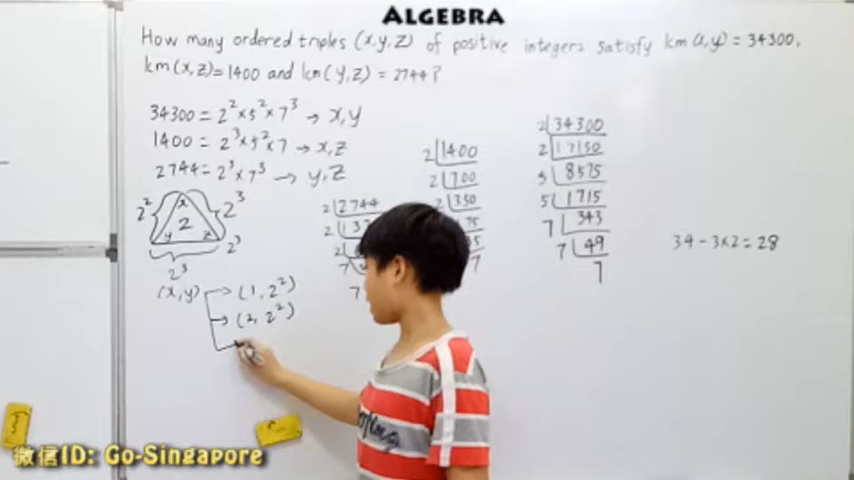 ALGEBRA
How many ordered triples (x,y,z) of positive integers satisfy lcm(x,y) = 34300,
lcm(x,z)=1400 and lcm(y,z) = 2744?
34300 = 2² × 5² × 7³ → x,y
1400 = 2³ × 5² × 7 → x,z
2744 = 2³ × 7³ → y,z
2² x 2³
2
y z 2³
2³
(x,y) → (1, 2²)
→ (2, 2²)
2 | 2744
2
2
7
7
2 | 1400
2 | 700
2 | 350
75
7
2 | 34300
2 | 17150
5 | 8575
5 | 1715
7 | 343
7 | 49
7
34 - 3×2 = 28
微信ID: Go-Singapore